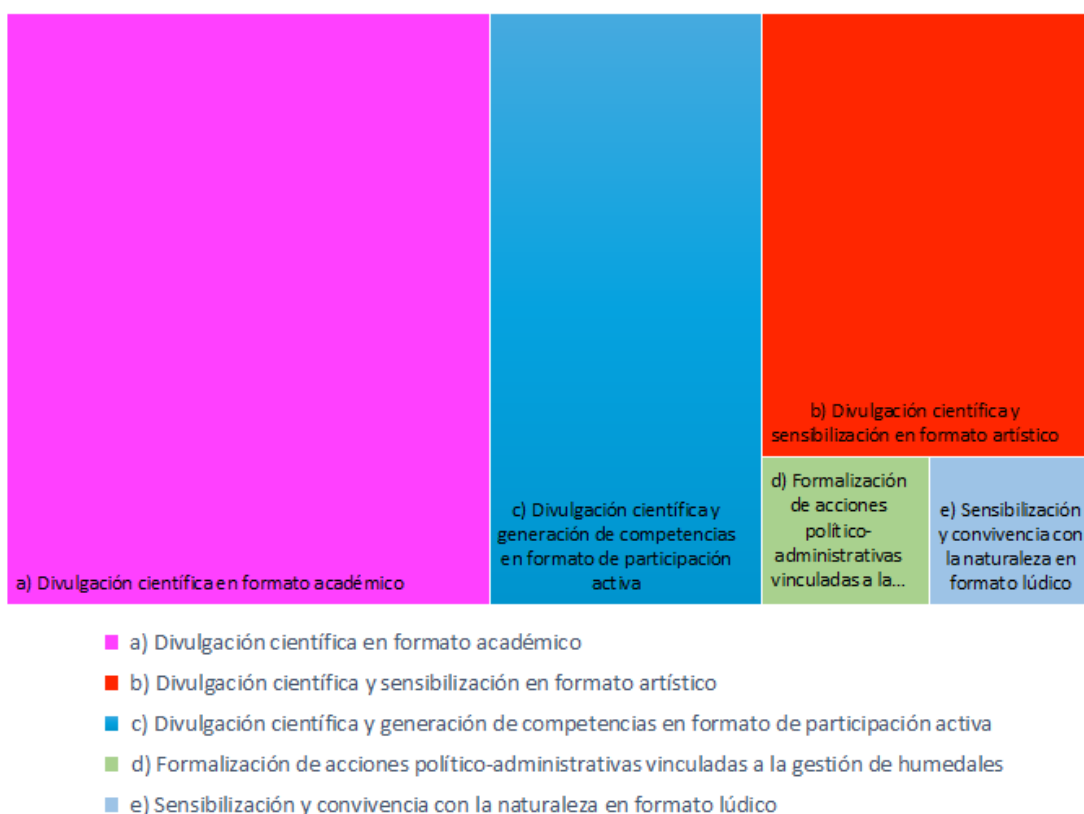 a) Divulgación científica en formato académico
c) Divulgación científica y
generación de competencias
en formato de participación
activa
b) Divulgación científica y
sensibilización en formato artístico
d) Formalización
de acciones
político-
administrativas
vinculadas a la...
e) Sensibilización
y convivencia con
la naturaleza en
formato lúdico
a) Divulgación científica en formato académico
b) Divulgación científica y sensibilización en formato artístico
c) Divulgación científica y generación de competencias en formato de participación activa
d) Formalización de acciones político-administrativas vinculadas a la gestión de humedales
e) Sensibilización y convivencia con la naturaleza en formato lúdico